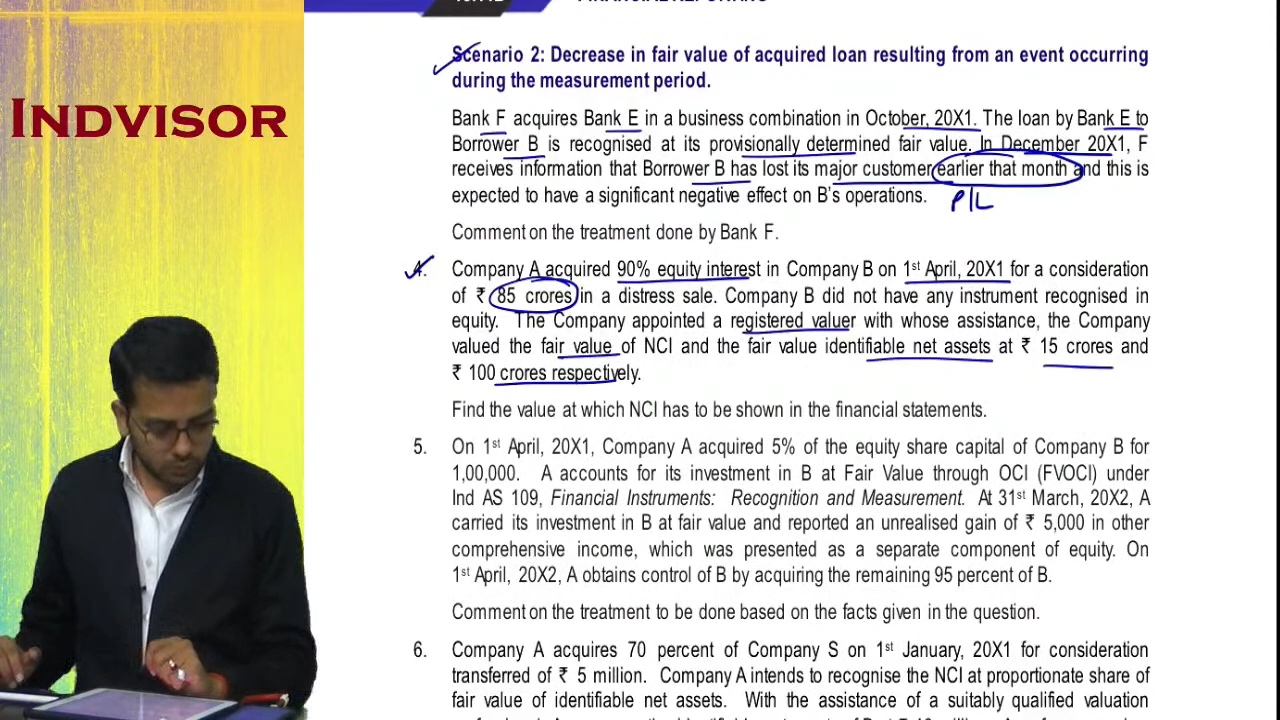 FINANCIAL REPORTING
INDVISOR
Scenario 2: Decrease in fair value of acquired loan resulting from an event occurring
during the measurement period.
Bank F acquires Bank E in a business combination in October, 20X1. The loan by Bank E to
Borrower B is recognised at its provisionally determined fair value. In December 20X1, F
receives information that Borrower B has lost its major customer earlier that month and this is
expected to have a significant negative effect on B's operations.
P/L
Comment on the treatment done by Bank F.
4. Company A acquired 90% equity interest in Company B on 1st April, 20X1 for a consideration
of ₹ 85 crores in a distress sale. Company B did not have any instrument recognised in
equity. The Company appointed a registered valuer with whose assistance, the Company
valued the fair value of NCI and the fair value identifiable net assets at ₹ 15 crores and
₹ 100 crores respectively.
Find the value at which NCI has to be shown in the financial statements.
5. On 1st April, 20X1, Company A acquired 5% of the equity share capital of Company B for
1,00,000. A accounts for its investment in B at Fair Value through OCI (FVOCI) under
Ind AS 109, Financial Instruments: Recognition and Measurement. At 31st March, 20X2, A
carried its investment in B at fair value and reported an unrealised gain of ₹ 5,000 in other
comprehensive income, which was presented as a separate component of equity. On
1st April, 20X2, A obtains control of B by acquiring the remaining 95 percent of B.
Comment on the treatment to be done based on the facts given in the question.
6. Company A acquires 70 percent of Company S on 1st January, 20X1 for consideration
transferred of ₹ 5 million. Company A intends to recognise the NCI at proportionate share of
fair value of identifiable net assets. With the assistance of a suitably qualified valuation